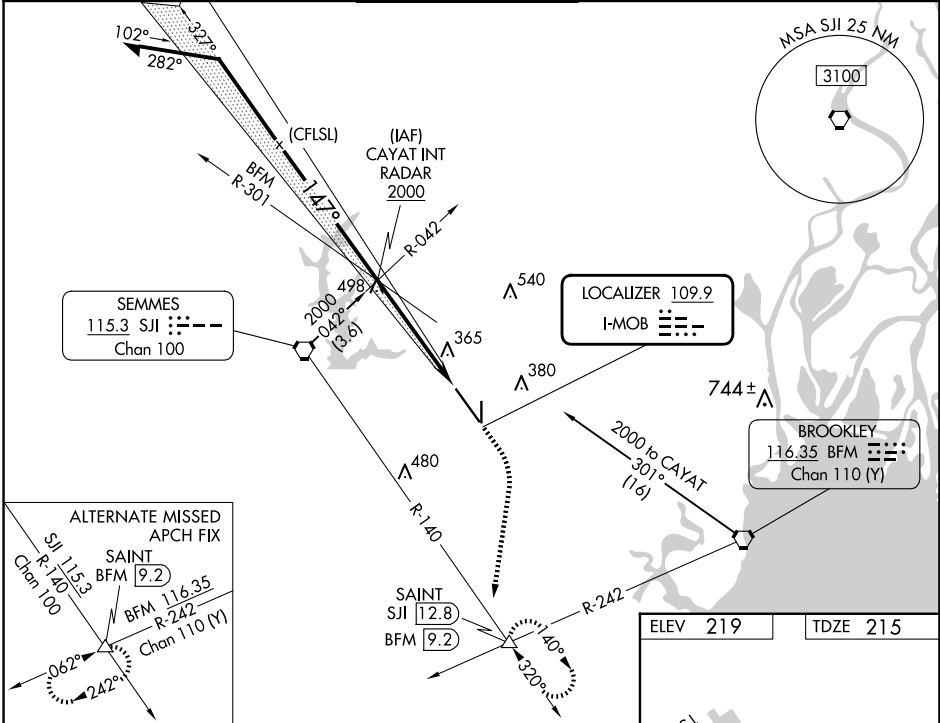 102°
327°
282°
(CFLSL)
(IAF)
CAYAT INT
RADAR
2000
BFM
R-301
147°
R-042
MSA SJI 25 NM
3100
SEMMES
115.3 SJI
Chan 100
2000
042°
(3.6)
498
365
540
380
LOCALIZER 109.9
I-MOB
744±
BROOKLEY
116.35 BFM
Chan 110 (Y)
2000 to CAYAT
301°
(16)
480
R-140
R-242
ALTERNATE MISSED
APCH FIX
SAINT
BFM 9.2
SJI 115.3
R-140
Chan 100
BFM 116.35
R-242
Chan 110 (Y)
062°
242°
SAINT
SJI 12.8
BFM 9.2
140°
320°
ELEV 219
TDZE 215